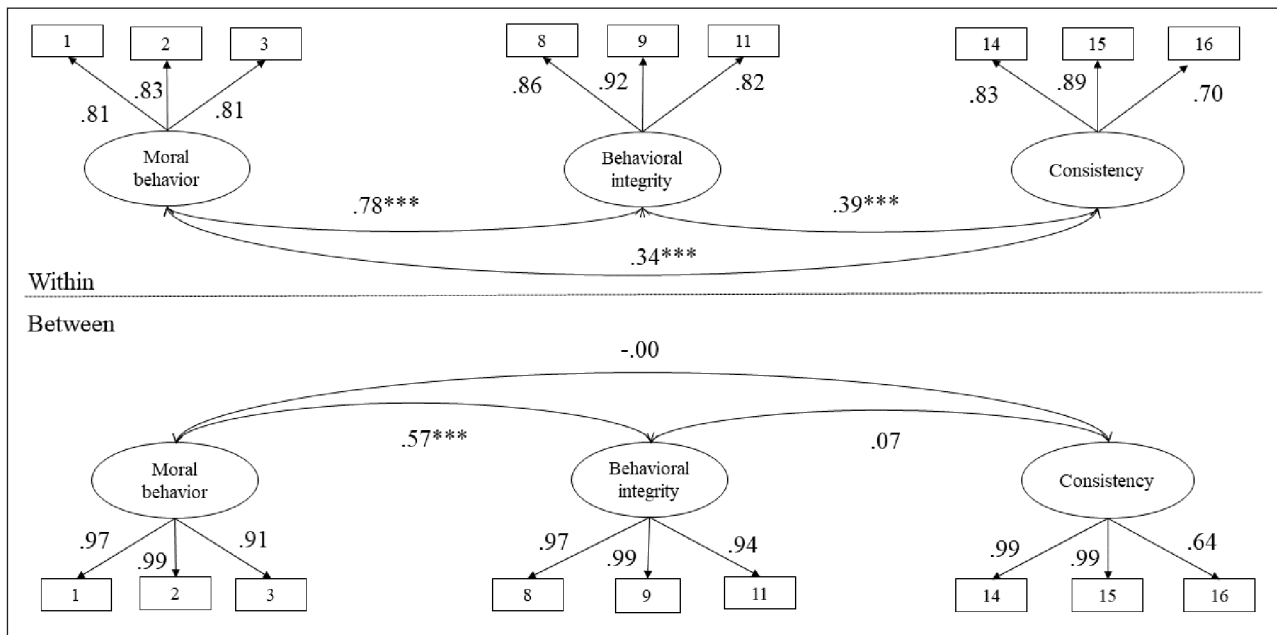 1 2 3 8 9 11 14 15 16
.81 .83 .81 .86 .92 .82 .83 .89 .70
Moral
behavior
Behavioral
integrity
Consistency
.78***
.39***
.34***
Within
Between
-.00
.57***
.07
Moral
behavior
Behavioral
integrity
Consistency
.97 .99 .91 .97 .99 .94 .99 .99 .64
1 2 3 8 9 11 14 15 16